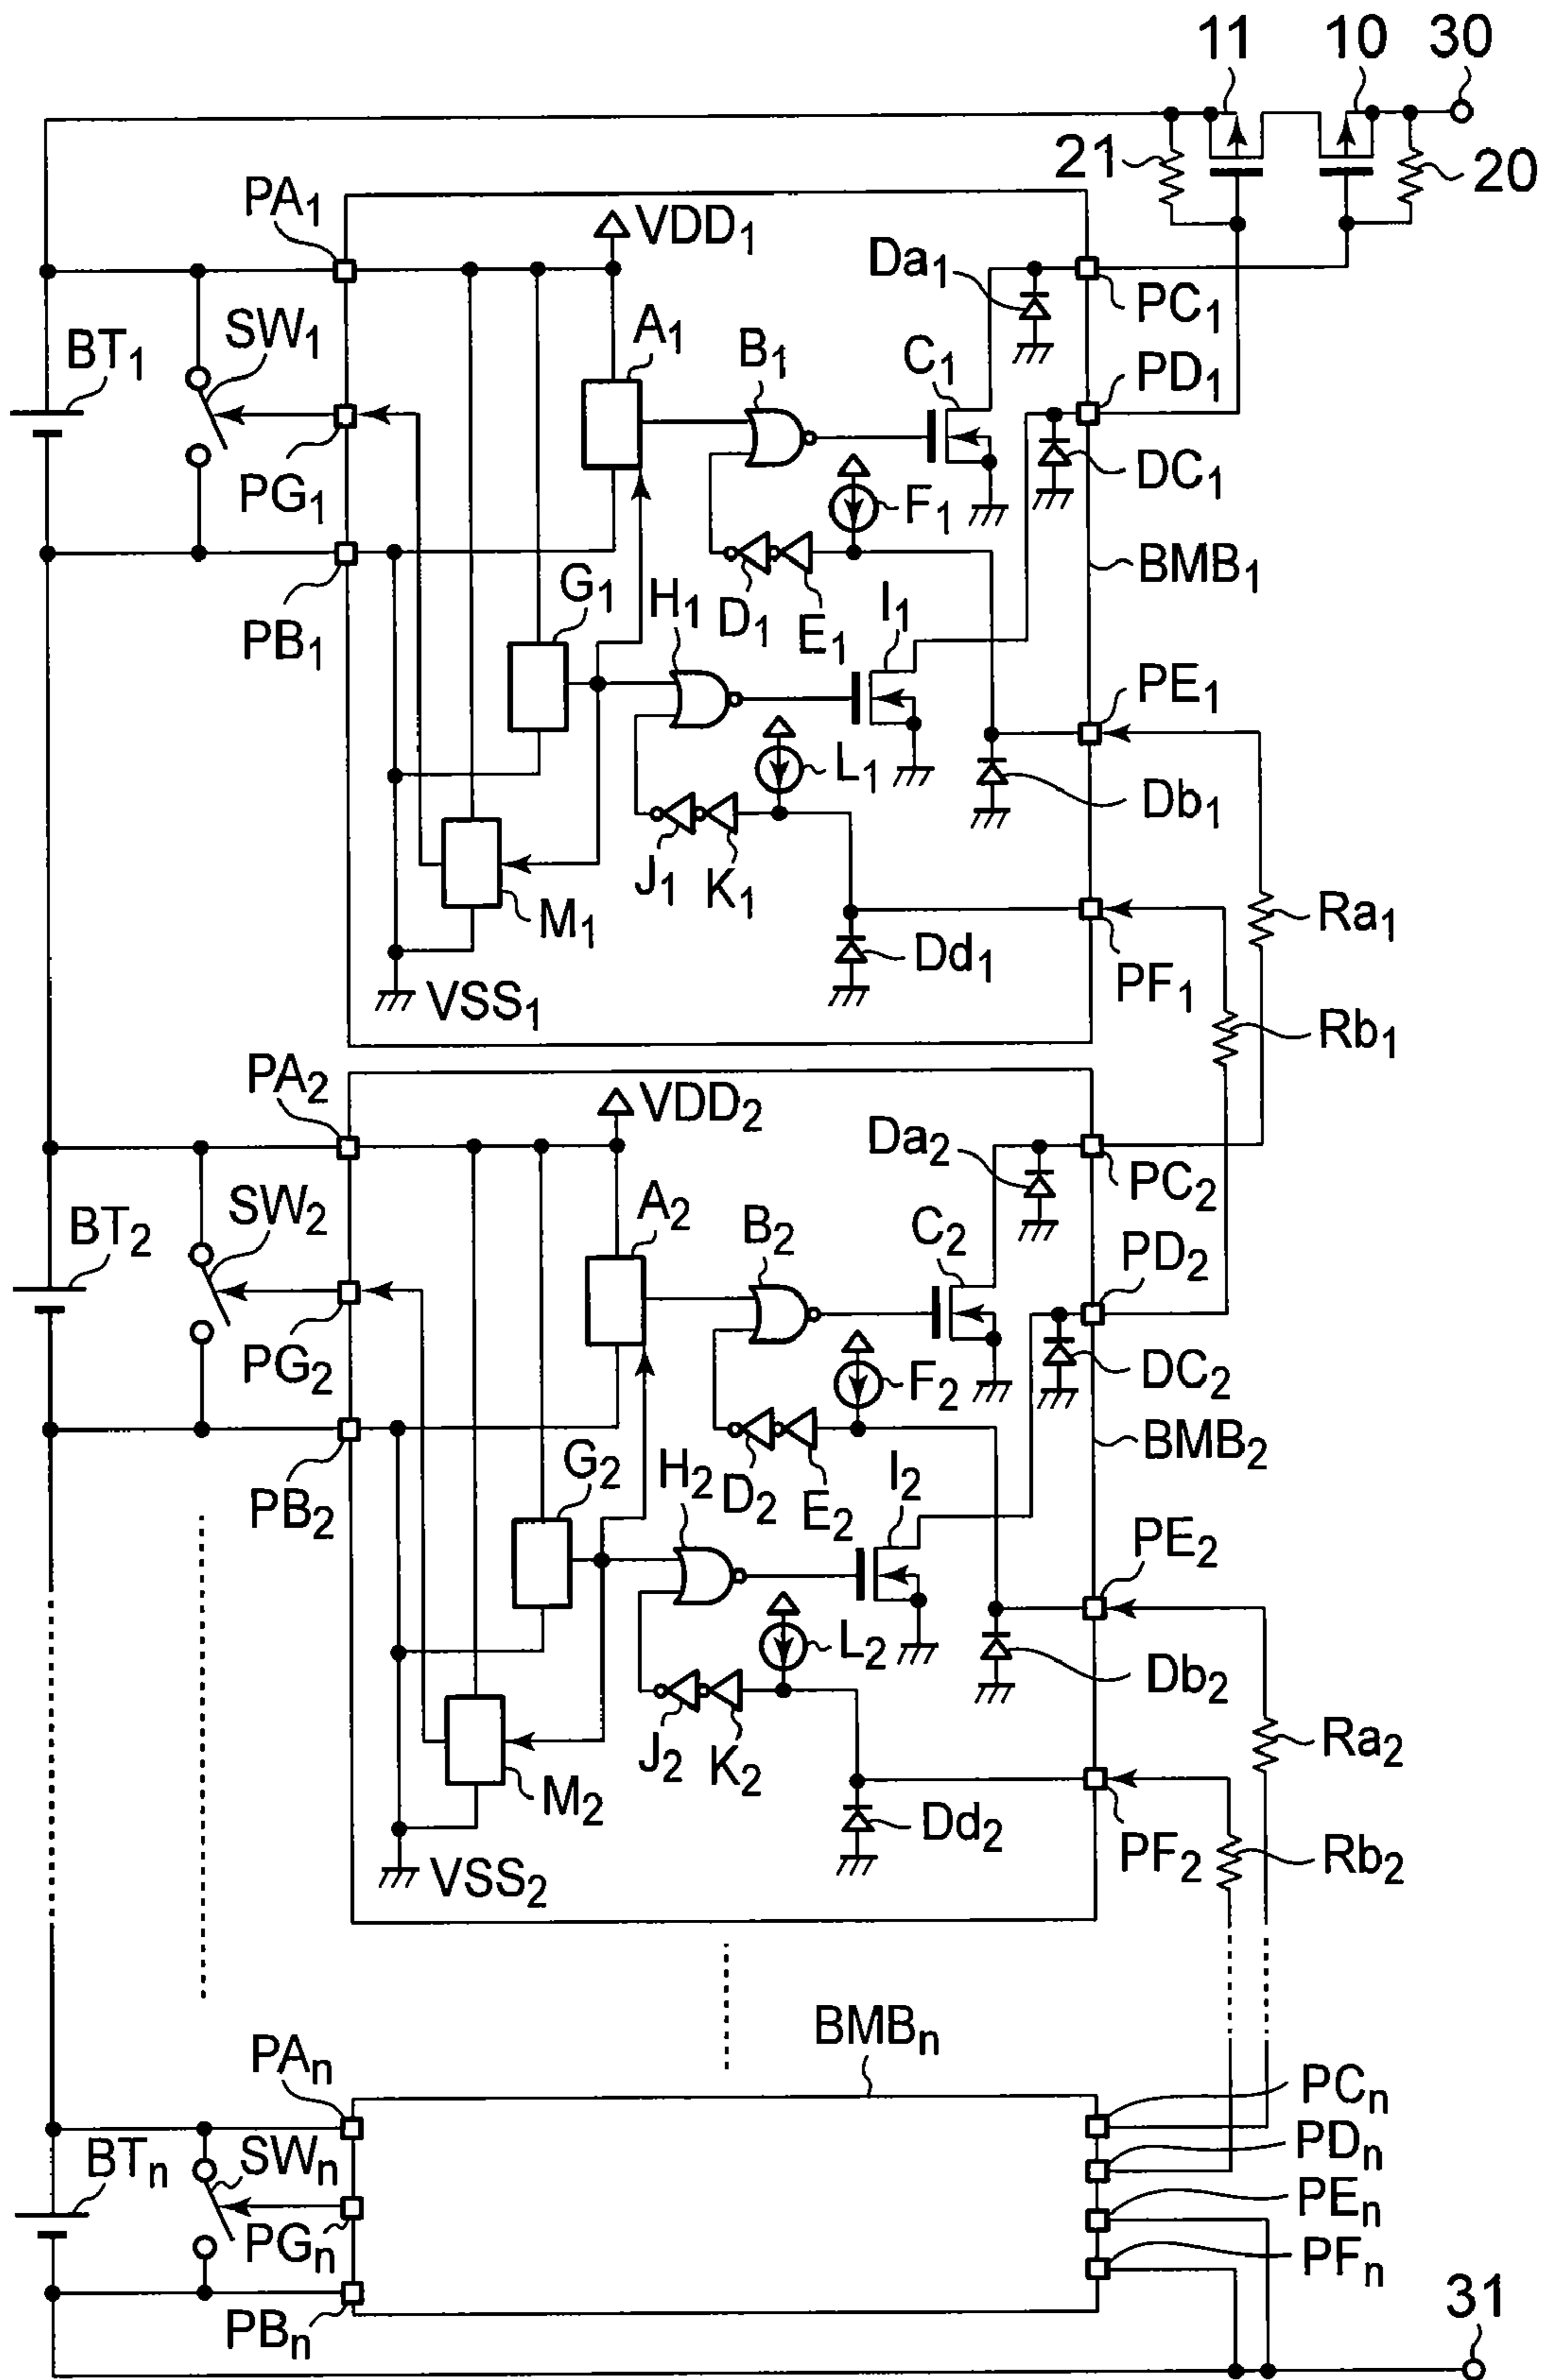 11 10 30
21 20
PA1 VDD1
Da1 PC1
SW1 A1 B1 C1
BT1 PD1
PG1 F1 DC1
BMB1
G1 H1 D1 E1 I1
PB1
PE1
L1
Db1
J1 K1
M1 Ra1
Dd1 PF1
VSS1 Rb1
PA2 VDD2
Da2 PC2
SW2 A2 B2 C2
BT2 PD2
PG2 F2 DC2
BMB2
G2 H2 D2 E2 I2
PB2
PE2
L2
Db2
J2 K2 Ra2
M2
Dd2 PF2
VSS2 Rb2
BMBn
PAn
PCn
BTn SWn PDn
PEn
PGn
PFn
PBn 31